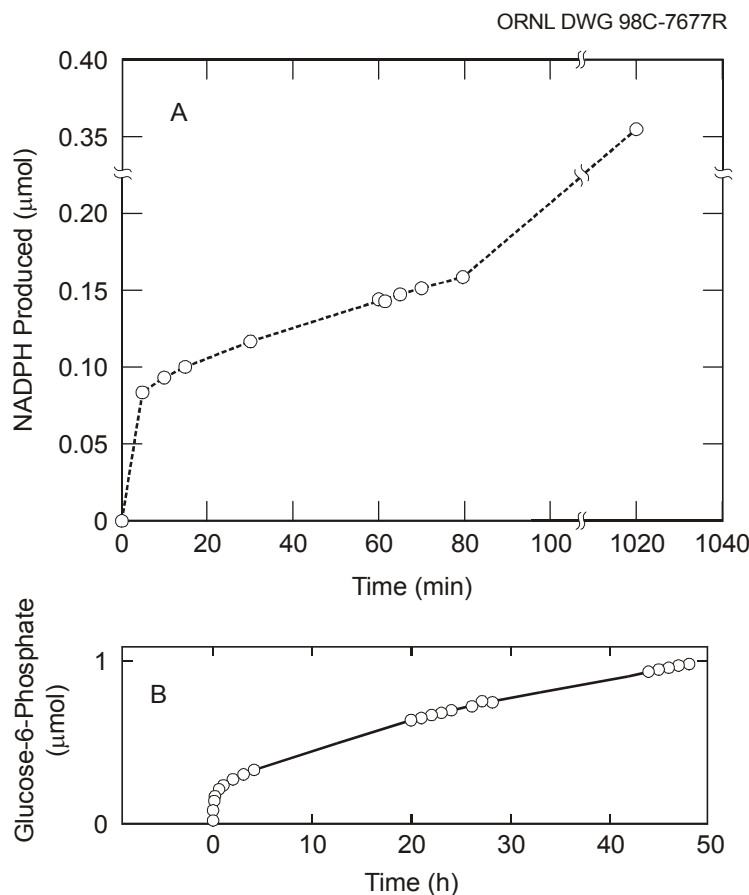 ORNL DWG 98C-7677R
0.40
A
0.35
0.20
0.15
0.10
0.05
0
NADPH Produced (μmol)
0 20 40 60 80 100 1020 1040
Time (min)
1
B
0
Glucose-6-Phosphate
(μmol)
0 10 20 30 40 50
Time (h)